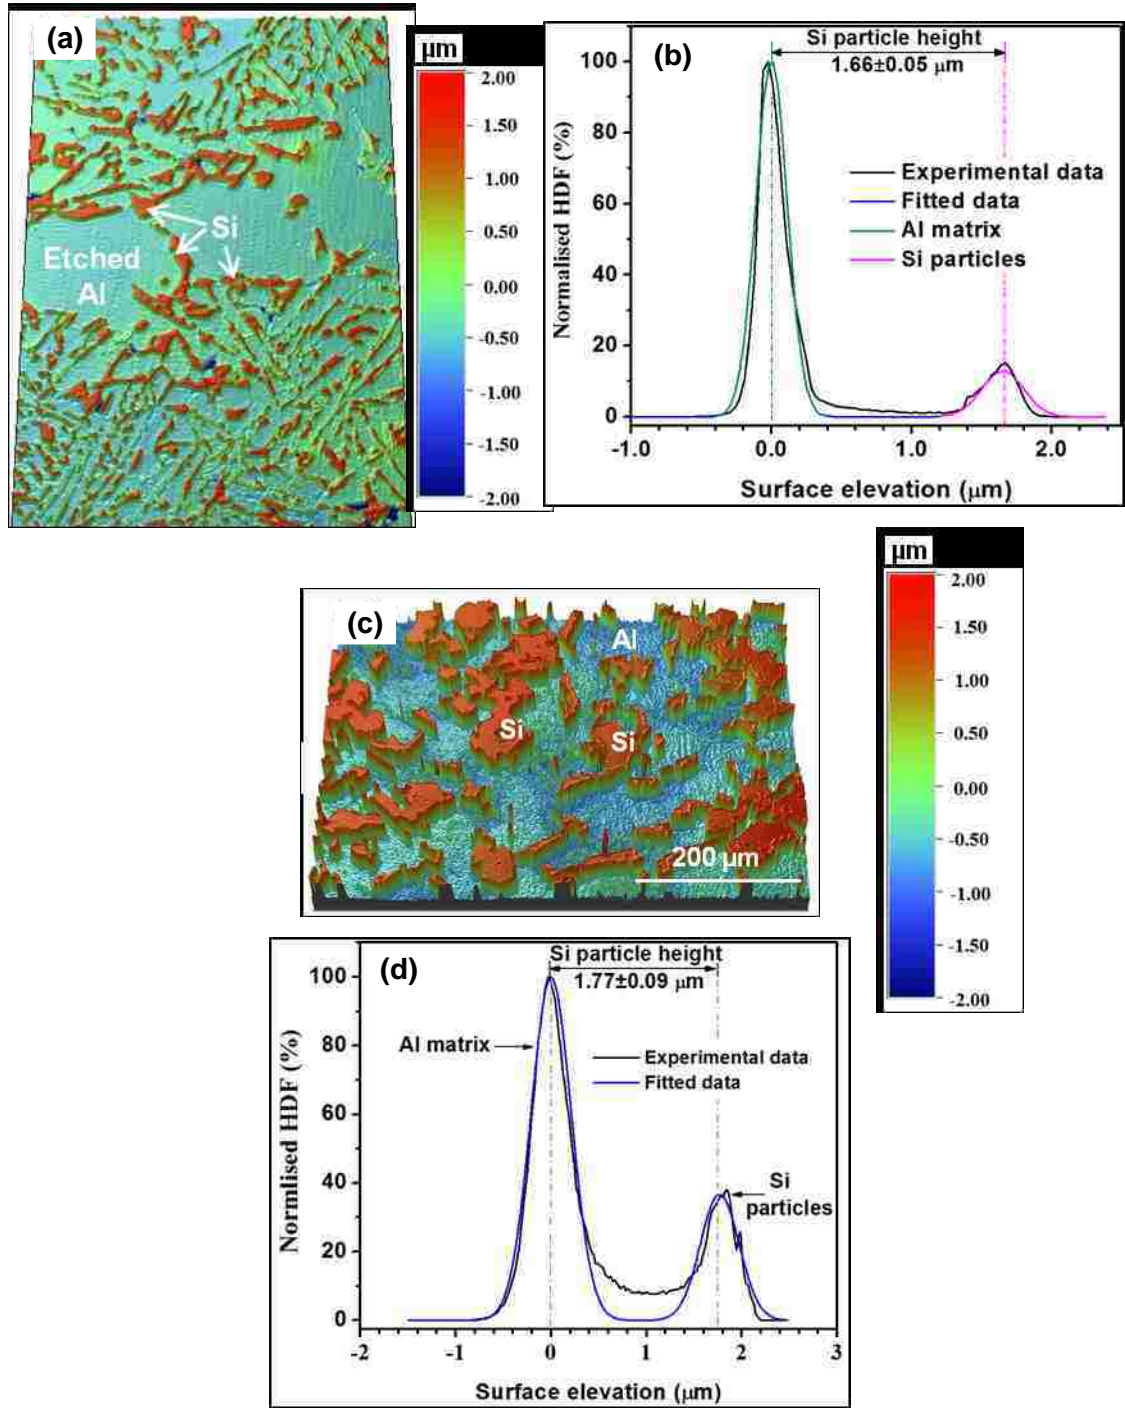 (a)
µm
2.00
1.50
1.00
0.50
0.00
-0.50
-1.00
-1.50
-2.00
Si
Etched
Al
(b)
Si particle height
1.66±0.05 µm
Normalised HDF (%)
100
80
60
40
20
0
Experimental data
Fitted data
Al matrix
Si particles
-1.0
0.0
1.0
2.0
Surface elevation (µm)
(c)
Al
Si
Si
200 µm
µm
2.00
1.50
1.00
0.50
0.00
-0.50
-1.00
-1.50
-2.00
(d)
Si particle height
1.77±0.09 µm
Normlised HDF (%)
100
80
60
40
20
0
Al matrix
Experimental data
Fitted data
Si
particles
-2
-1
0
1
2
3
Surface elevation (µm)